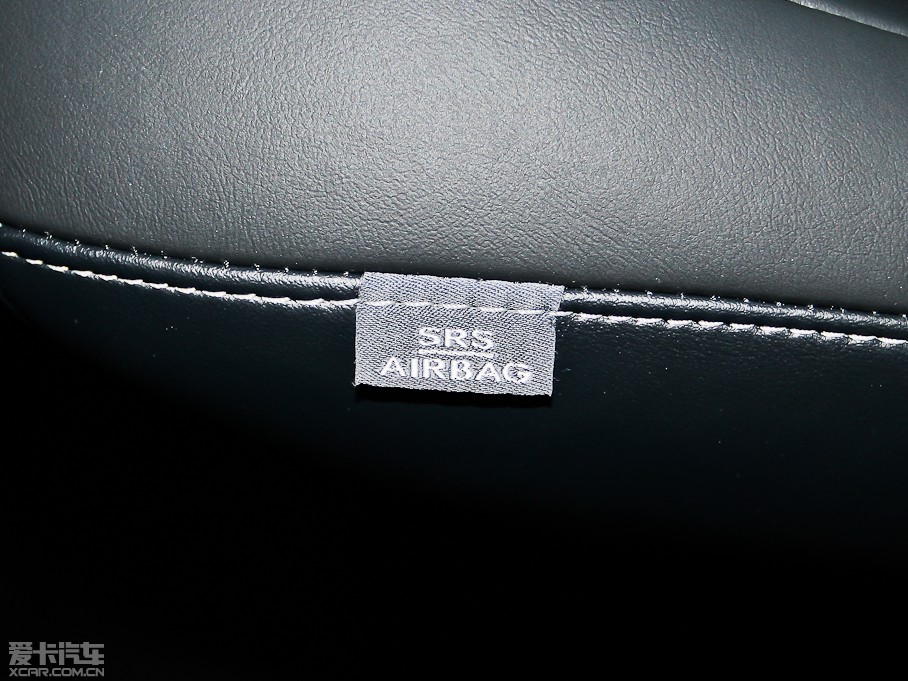 SRS
AIRBAG
爱卡汽车
XCAR.COM.CN